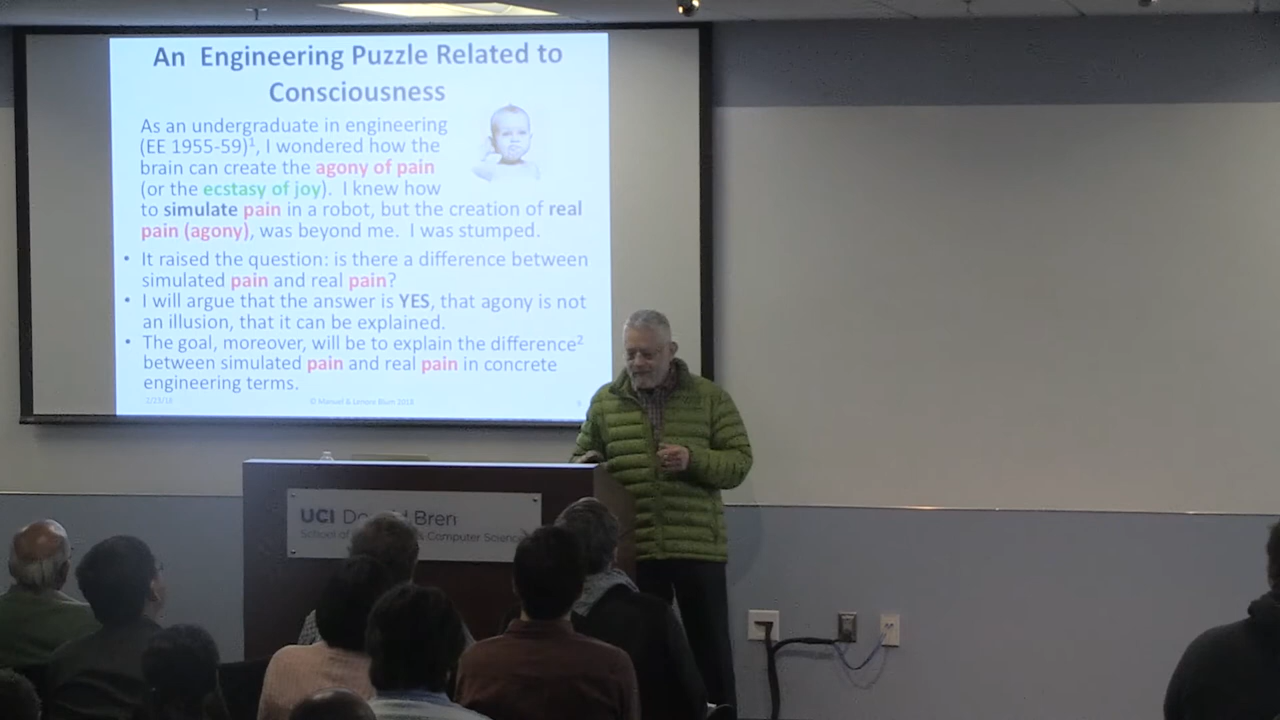 An Engineering Puzzle Related to
Consciousness
As an undergraduate in engineering
(EE 1955-59)¹, I wondered how the
brain can create the agony of pain
(or the ecstasy of joy). I knew how
to simulate pain in a robot, but the creation of real
pain (agony), was beyond me. I was stumped.
• It raised the question: is there a difference between
simulated pain and real pain?
• I will argue that the answer is YES, that agony is not
an illusion, that it can be explained.
• The goal, moreover, will be to explain the difference²
between simulated pain and real pain in concrete
engineering terms.
2/23/18 © Manuel & Lenore Blum 2018
UCI Bren
School of Computer Science